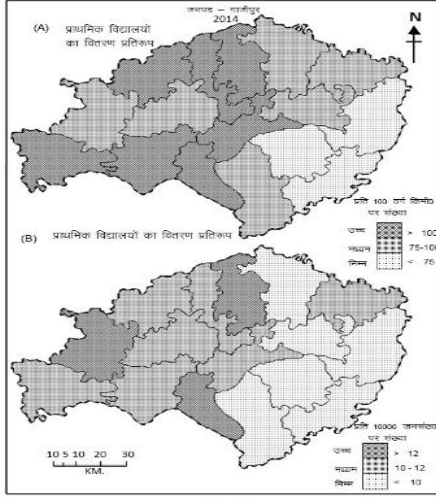 जनपद – गाजीपुर
2014
(A) प्राथमिक विद्यालयों
का वितरण प्रतिरूप
N
प्रति 100 वर्ग किमी0
पर संख्या
उच्च > 100
मध्यम 75-100
निम्न < 75
(B) प्राथमिक विद्यालयों का वितरण प्रतिरूप
प्रति 10000 जनसंख्या
पर संख्या
उच्च > 12
मध्यम 10 - 12
निम्न < 10
10 5 0 10 20 30
KM.